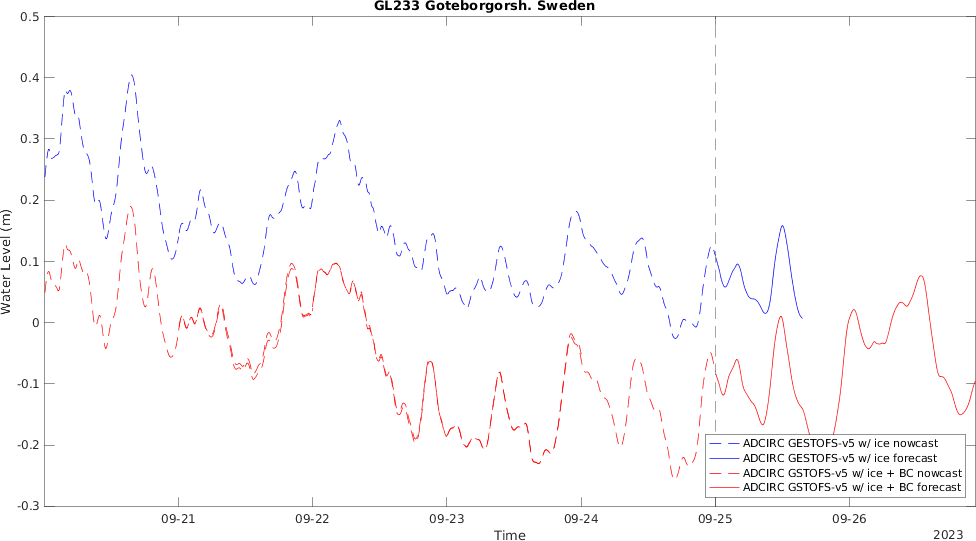 GL233 Goteborgorsh. Sweden
0.5
0.4
0.3
0.2
0.1
0
-0.1
-0.2
-0.3
Water Level (m)
09-21
09-22
09-23
09-24
09-25
09-26
Time
2023
ADCIRC GESTOFS-v5 w/ ice nowcast
ADCIRC GESTOFS-v5 w/ ice forecast
ADCIRC GSTOFS-v5 w/ ice + BC nowcast
ADCIRC GSTOFS-v5 w/ ice + BC forecast